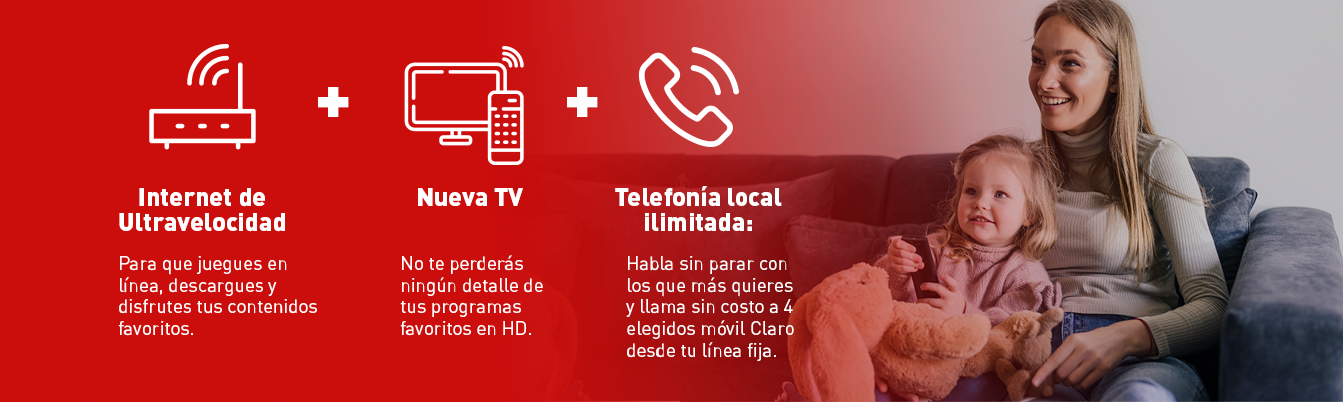 Internet de
Ultravelocidad
Para que juegues en
línea, descargues y
disfrutes tus contenidos
favoritos.
Nueva TV
No te perderás
ningún detalle de
tus programas
favoritos en HD.
Telefonía local
ilimitada:
Habla sin parar con
los que más quieres
y llama sin costo a 4
elegidos móvil Claro
desde tu línea fija.